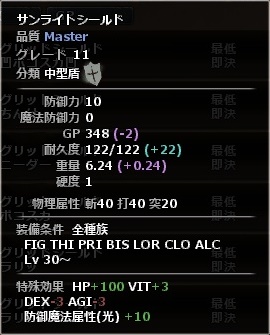 サンライトシールド
品質 Master
グレード 11
分類 中型盾
防御力 10
魔法防御力 0
GP 348 (-2)
耐久度 122/122 (+22)
重量 6.24 (+0.24)
硬度 1
物理属性 斬40 打40 突20
装備条件 全種族
FIG THI PRI BIS LOR CLO ALC
Lv 30～
特殊効果 HP+100 VIT+3
DEX-3 AGI-3
防御魔法属性(光) +10